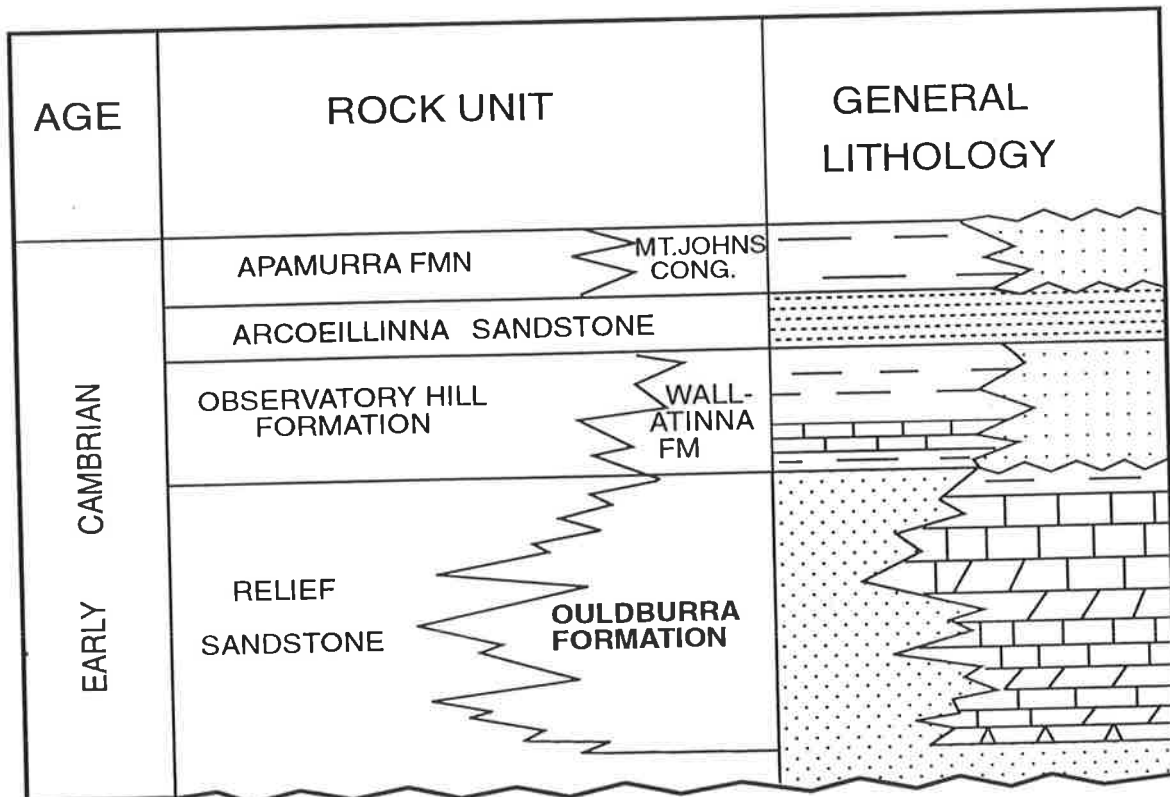 AGE
ROCK UNIT
GENERAL
LITHOLOGY
EARLY CAMBRIAN
APAMURRA FMN
MT.JOHNS
CONG.
ARCOEILLINNA SANDSTONE
OBSERVATORY HILL
FORMATION
WALL-
ATINNA
FM
RELIEF
SANDSTONE
OULDBURRA
FORMATION